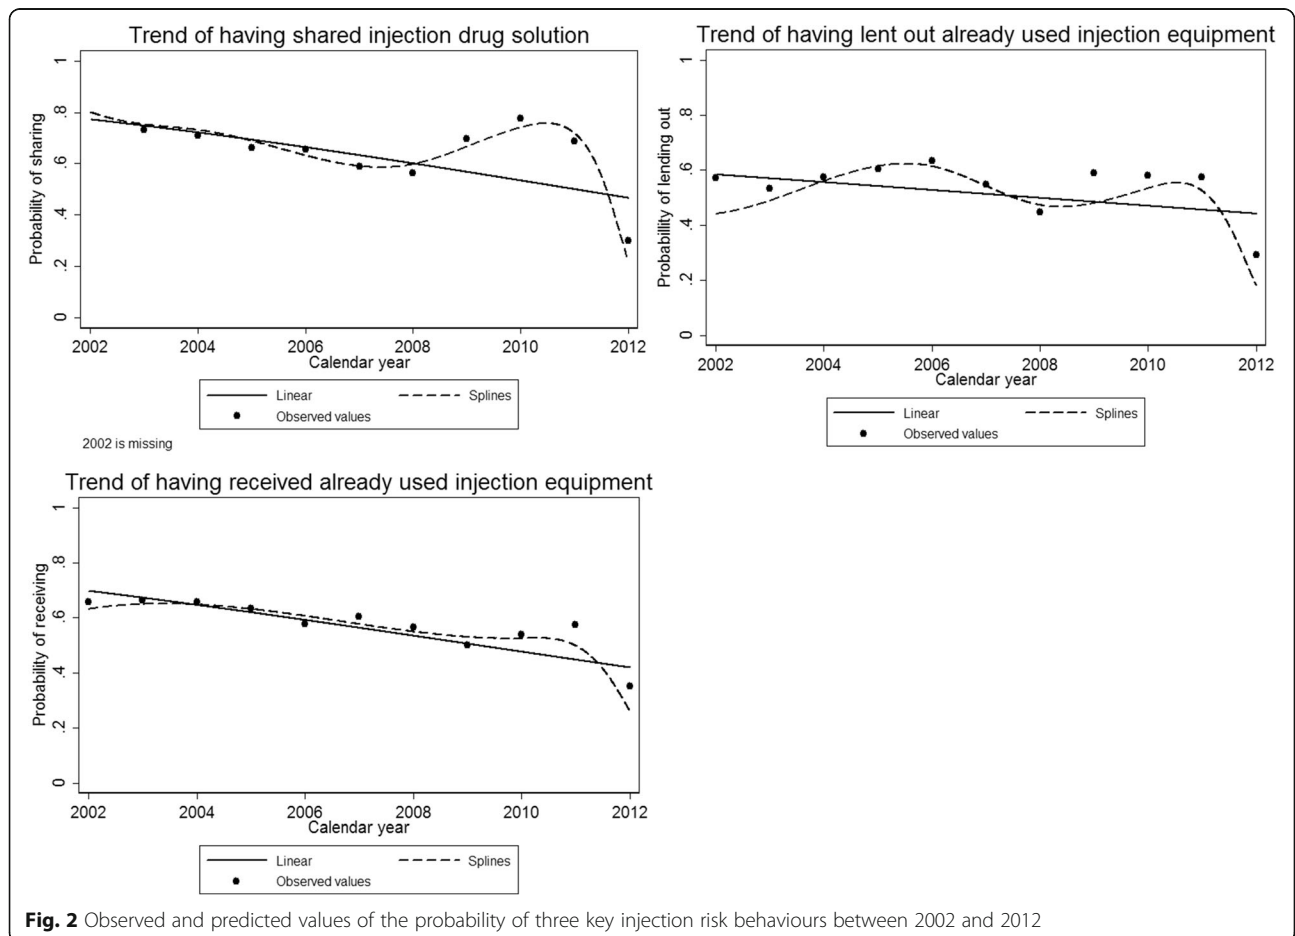 Trend of having shared injection drug solution
Probability of sharing
1
.8
.6
.4
.2
0
2002 2004 2006 2008 2010 2012
Calendar year
Linear Splines
Observed values
2002 is missing
Trend of having lent out already used injection equipment
Probabillity of lending out
1
.8
.6
.4
.2
0
2002 2004 2006 2008 2010 2012
Calendar year
Linear Splines
Observed values
Trend of having received already used injection equipment
Probability of receiving
1
.8
.6
.4
.2
0
2002 2004 2006 2008 2010 2012
Calendar year
Linear Splines
Observed values
Fig. 2 Observed and predicted values of the probability of three key injection risk behaviours between 2002 and 2012